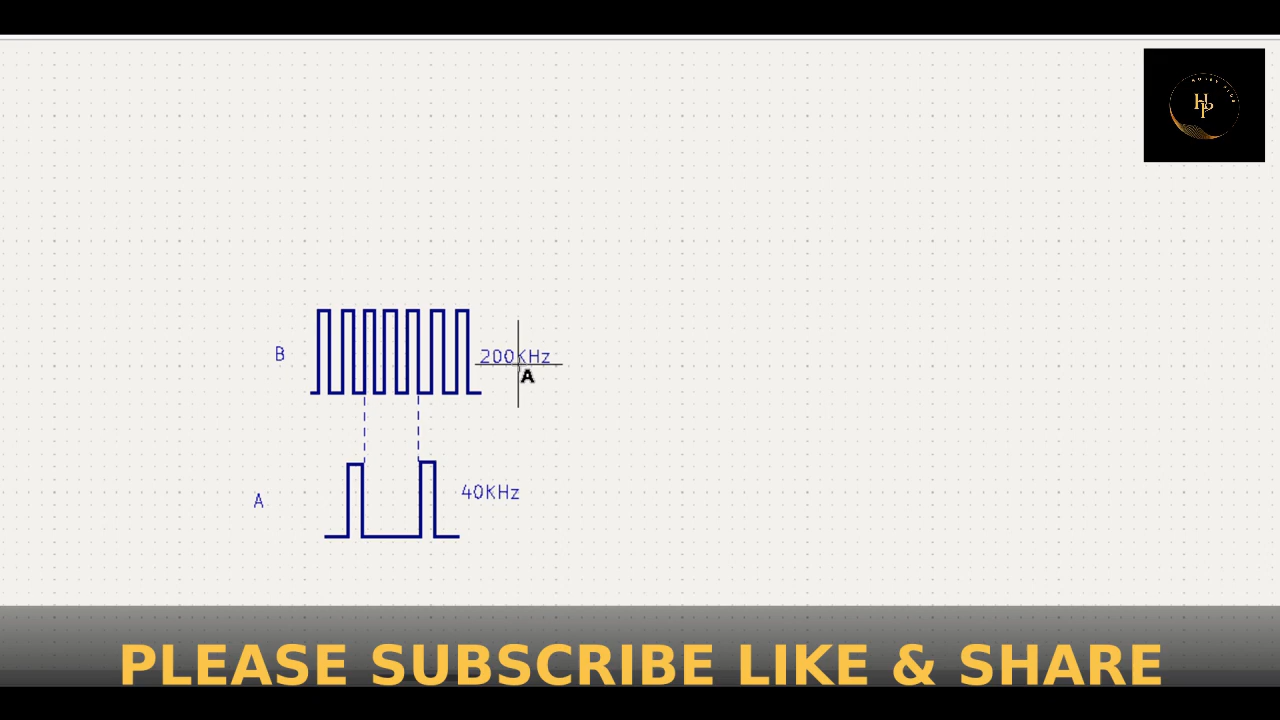 B
200KHz
A
A
40KHz
PLEASE SUBSCRIBE LIKE & SHARE